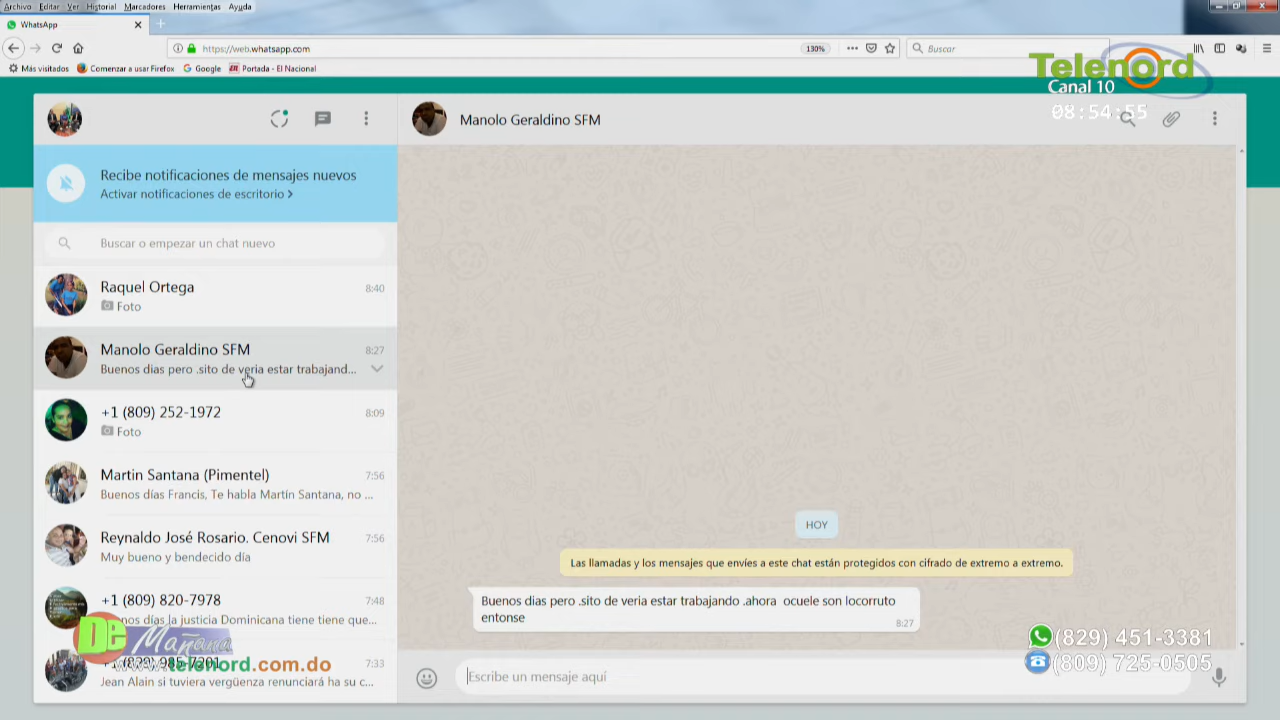 Archivo Editar Ver Historial Marcadores Herramientas Ayuda
WhatsApp
https://web.whatsapp.com
130%
Buscar
Más visitados Comenzar a usar Firefox Google Portada - El Nacional
Telenord
Canal 10
08:54:55
Manolo Geraldino SFM
Recibe notificaciones de mensajes nuevos
Activar notificaciones de escritorio
Buscar o empezar un chat nuevo
Raquel Ortega 8:40
Foto
Manolo Geraldino SFM 8:27
Buenos dias pero .sito de veria estar trabajand...
+1 (809) 252-1972 8:09
Foto
Martin Santana (Pimentel) 7:56
Buenos días Francis, Te habla Martín Santana, no ...
Reynaldo José Rosario. Cenovi SFM 7:56
Muy bueno y bendecido día
+1 (809) 820-7978 7:48
nos días la justicia Dominicana tiene tiene que...
+1 (829) 985-7201 7:33
Jean Alain si tuviera vergüenza renunciará ha su c...
HOY
Las llamadas y los mensajes que envíes a este chat están protegidos con cifrado de extremo a extremo.
Buenos dias pero .sito de veria estar trabajando .ahora ocuele son locorruto
entonse
8:27
Escribe un mensaje aquí
De Mañana
www.telenord.com.do
(829) 451-3381
(809) 725-0505